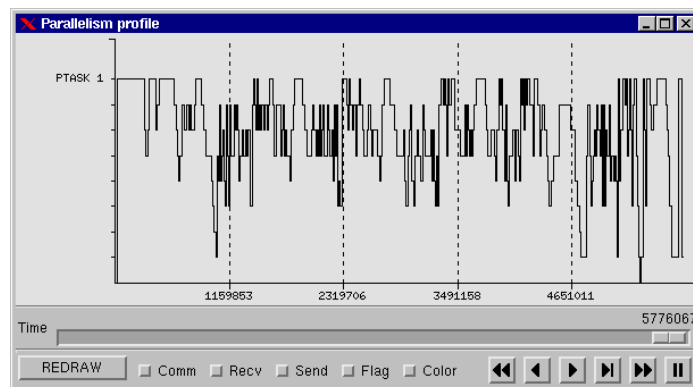 Parallelism profile
PTASK 1
1159853 2319706 3491158 4651011
5776067
Time
REDRAW Comm Recv Send Flag Color